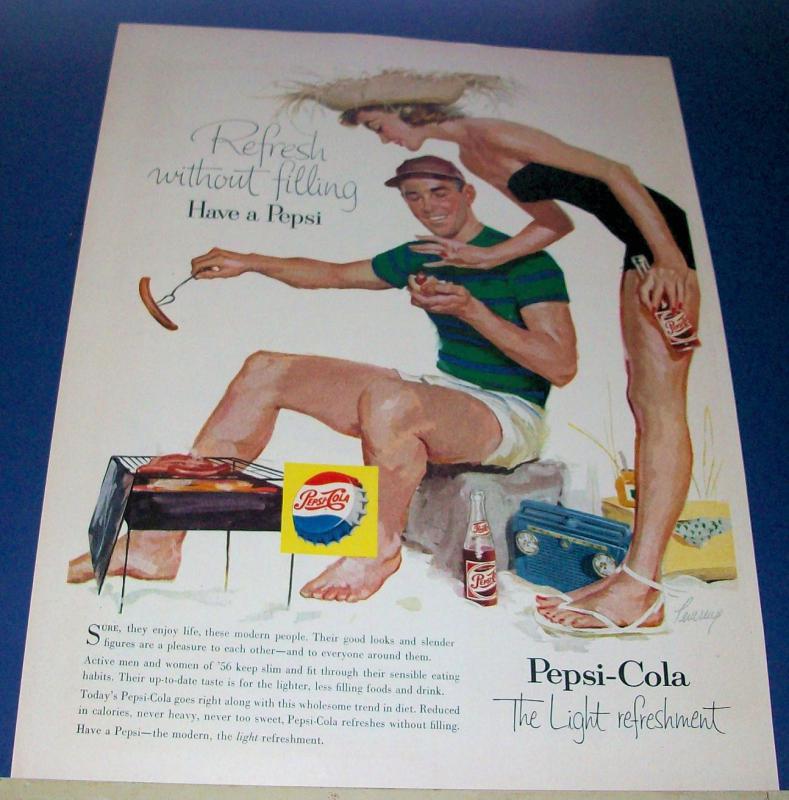 Refresh
without filling
Have a Pepsi
Pepsi
PEPSI-COLA
Pepsi
Pepsi
SURE, they enjoy life, these modern people. Their good looks and slender
figures are a pleasure to each other—and to everyone around them.
Active men and women of '56 keep slim and fit through their sensible eating
habits. Their up-to-date taste is for the lighter, less filling foods and drink.
Today's Pepsi-Cola goes right along with this wholesome trend in diet. Reduced
in calories, never heavy, never too sweet, Pepsi-Cola refreshes without filling.
Have a Pepsi—the modern, the light refreshment.
Pepsi-Cola
The Light refreshment